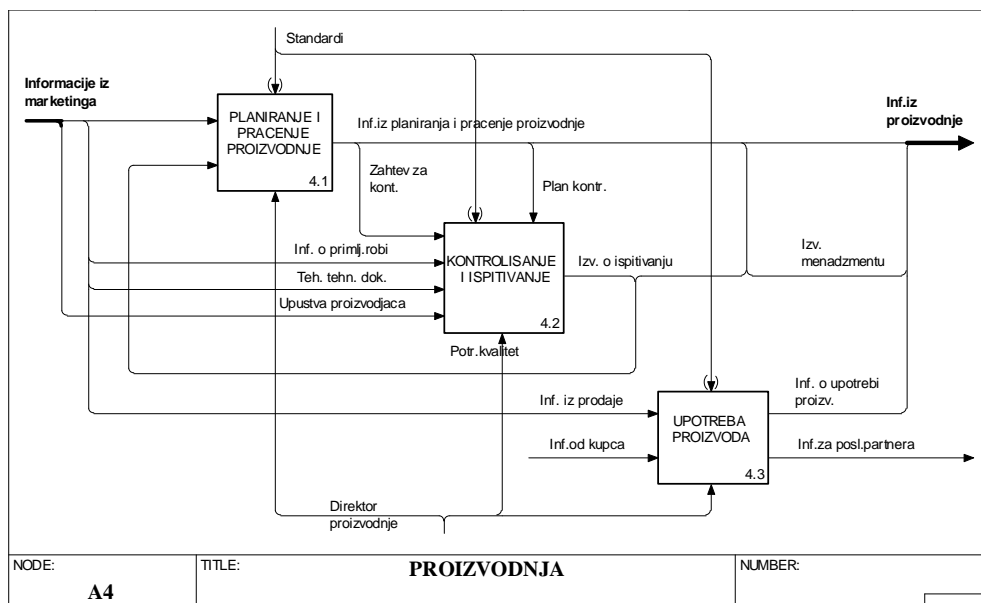 Standardi
Informacije iz
marketinga
PLANIRANJE I
PRACENJE
PROIZVODNJE
4.1
Inf.iz planiranja i pracenje proizvodnje
Inf.iz
proizvodnje
Zahtev za
kont.
Plan kontr.
Inf. o primlj.robi
Teh. tehn. dok.
Upustva proizvodjaca
KONTROLISANJE
I ISPITIVANJE
4.2
Izv. o ispitivanju
Izv.
menadzmentu
Potr.kvalitet
Inf. iz prodaje
Inf.od kupca
UPOTREBA
PROIZVODA
4.3
Inf. o upotrebi
proizv.
Inf.za posl.partnera
Direktor
proizvodnje
NODE:
A4
TITLE:
PROIZVODNJA
NUMBER: